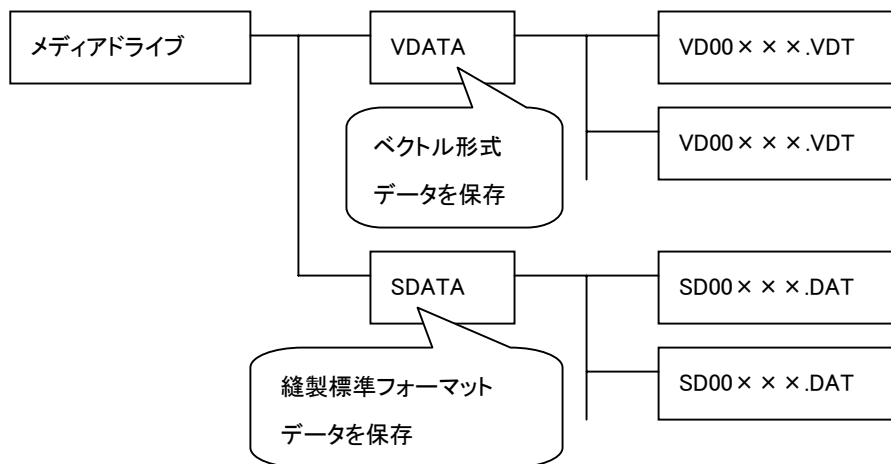 メディアドライブ
VDATA
VD00×××.VDT
VD00×××.VDT
ベクトル形式
データを保存
SDATA
SD00×××.DAT
SD00×××.DAT
縫製標準フォーマット
データを保存